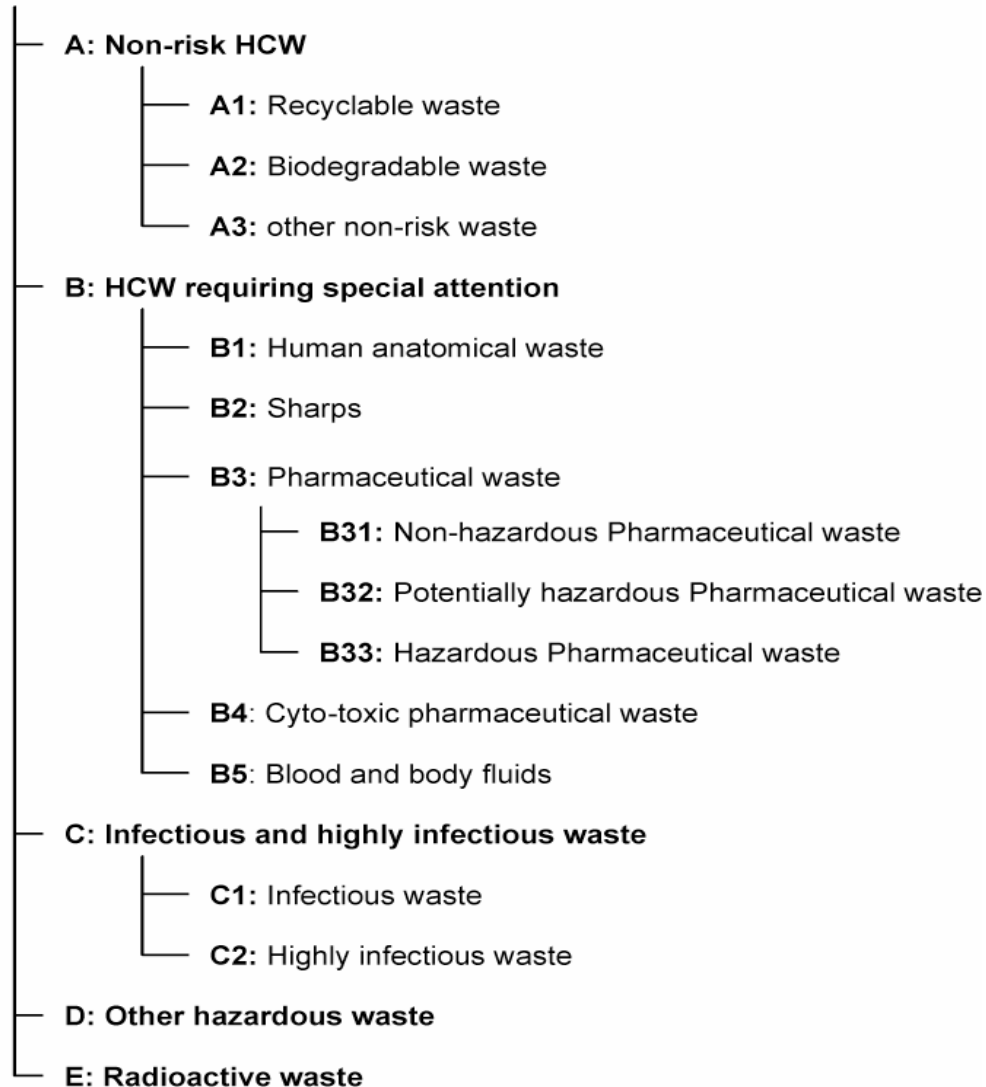 A: Non-risk HCW
A1: Recyclable waste
A2: Biodegradable waste
A3: other non-risk waste
B: HCW requiring special attention
B1: Human anatomical waste
B2: Sharps
B3: Pharmaceutical waste
B31: Non-hazardous Pharmaceutical waste
B32: Potentially hazardous Pharmaceutical waste
B33: Hazardous Pharmaceutical waste
B4: Cyto-toxic pharmaceutical waste
B5: Blood and body fluids
C: Infectious and highly infectious waste
C1: Infectious waste
C2: Highly infectious waste
D: Other hazardous waste
E: Radioactive waste